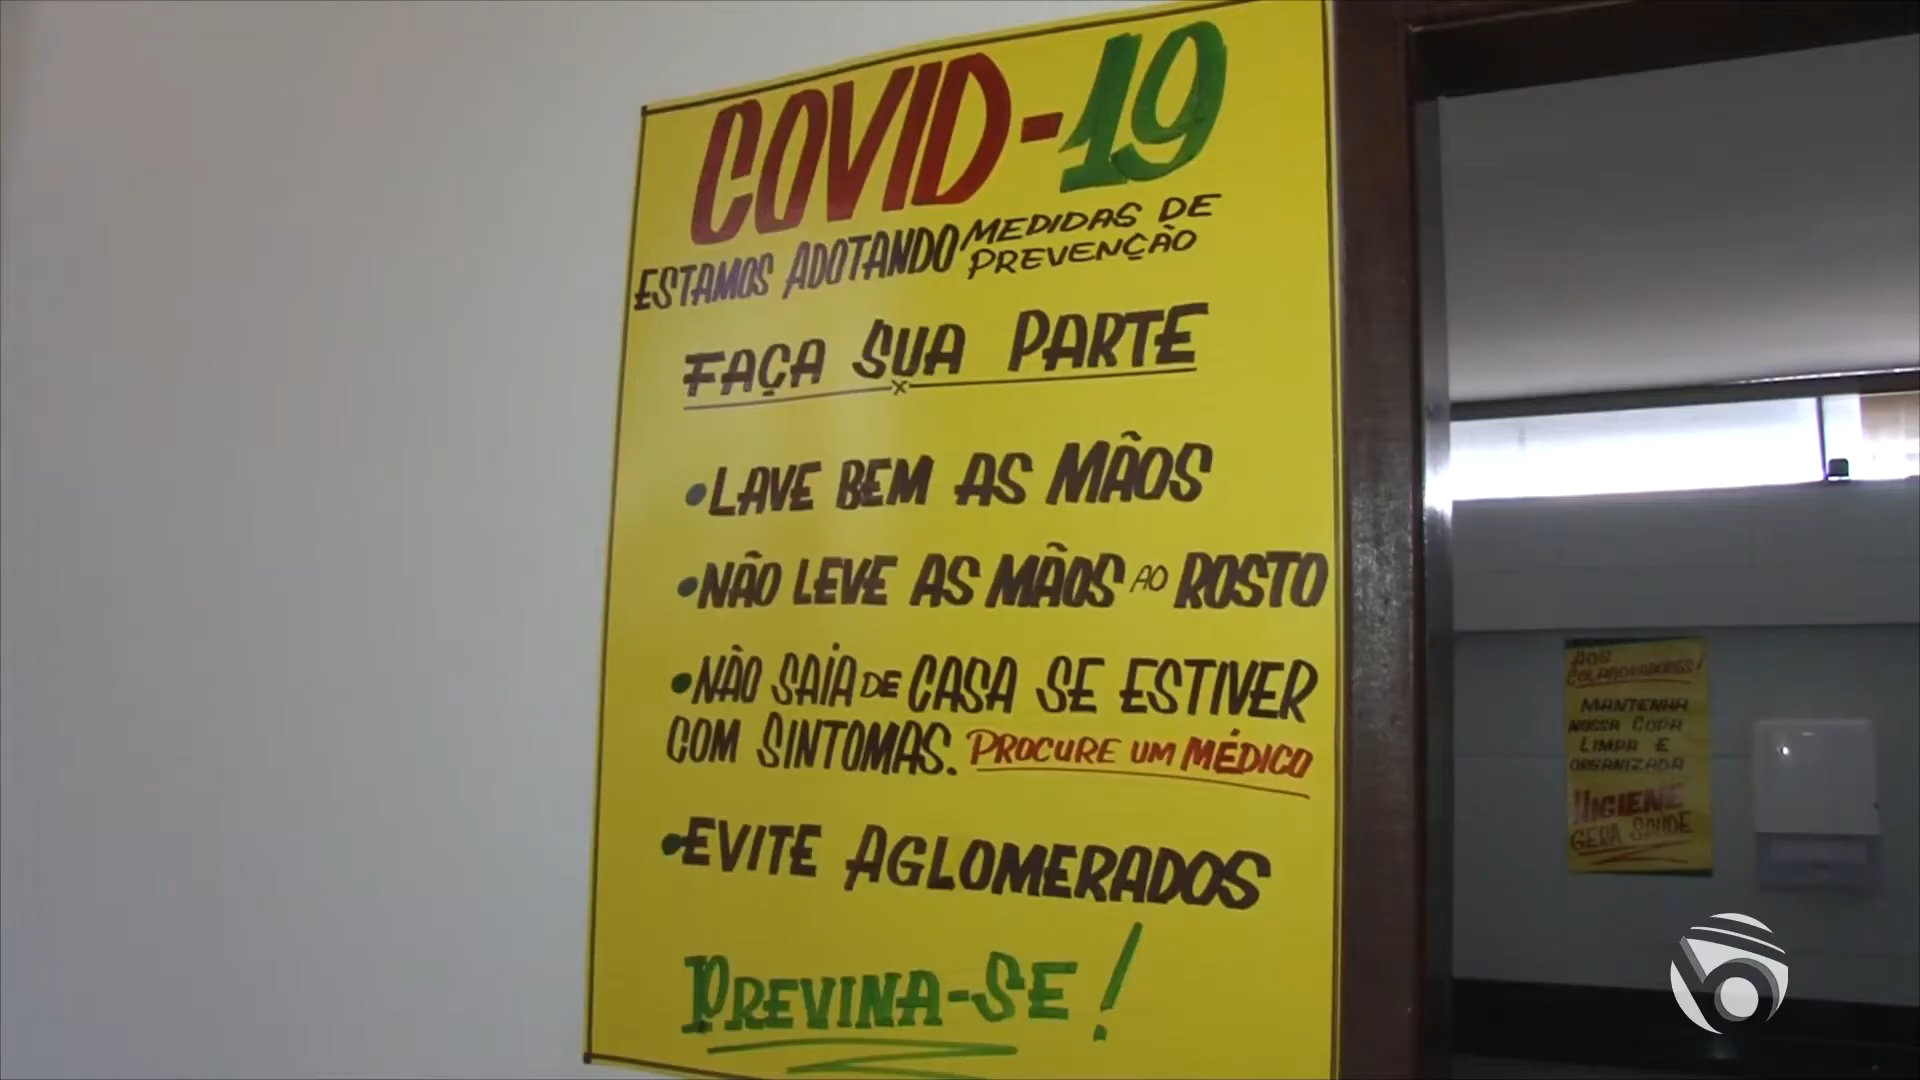 COVID-19
ESTAMOS ADOTANDO MEDIDAS DE PREVENÇÃO
FAÇA SUA PARTE
•LAVE BEM AS MÃOS
•NÃO LEVE AS MÃOS AO ROSTO
•NÃO SAIA DE CASA SE ESTIVER
COM SINTOMAS. PROCURE UM MÉDICO
•EVITE AGLOMERADOS
PREVINA-SE!
AOS
COLABORADORES!
MANTENHA
NOSSA COPA
LIMPA E
ORGANIZADA
HIGIENE
GERA SAÚDE